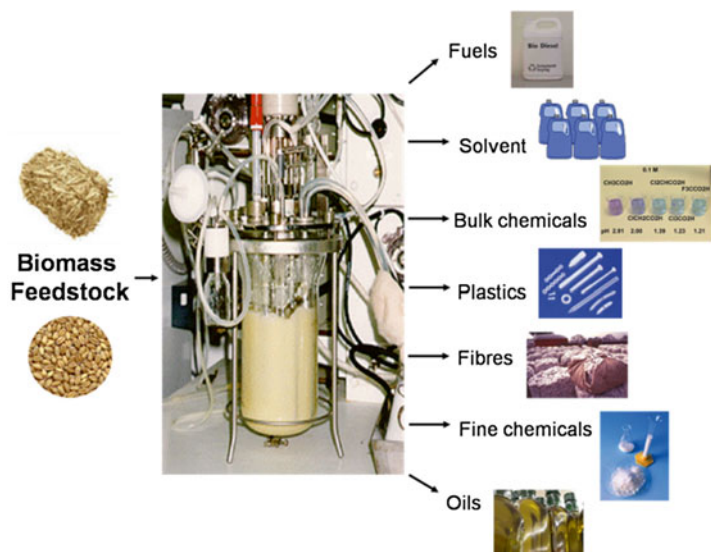 Biomass
Feedstock
Fuels
Bio Diesel
Solvent
0.1 M
CH3CO2H
Cl2CHCO2H
F3CCO2H
ClCH2CO2H
Cl3CCO2H
pH 2.91 2.00 1.39 1.23 1.21
Bulk chemicals
Plastics
Fibres
Fine chemicals
Oils